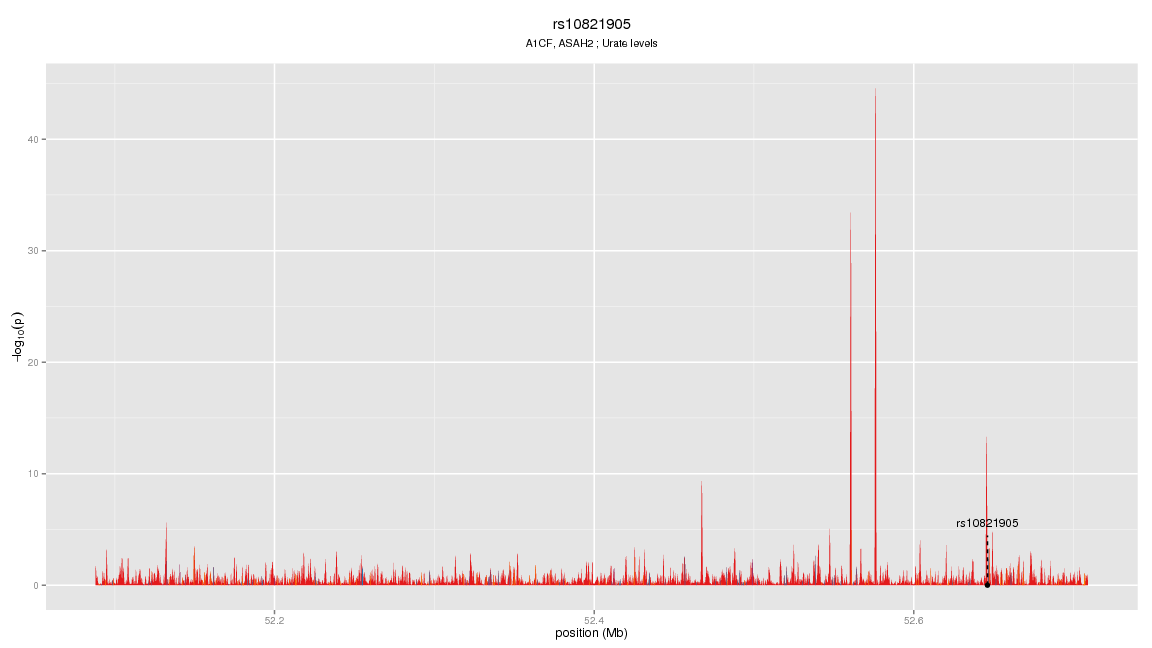 rs10821905
A1CF, ASAH2 ; Urate levels
40
30
20
10
0
−log10(p)
rs10821905
52.2
52.4
52.6
position (Mb)